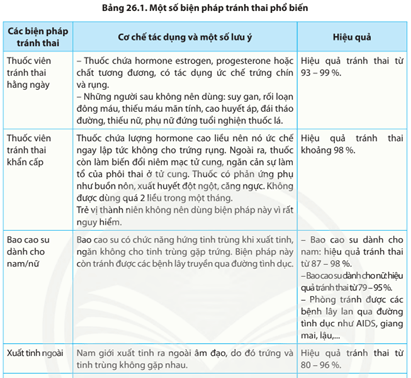 Bảng 26.1. Một số biện pháp tránh thai phổ biến
Các biện pháp
tránh thai
Cơ chế tác dụng và một số lưu ý
Hiệu quả
Thuốc viên
tránh thai
hằng ngày
– Thuốc chứa hormone estrogen, progesterone hoặc
chất tương đương, có tác dụng ức chế trứng chín
và rụng.
– Những người sau không nên dùng: suy gan, rối loạn
đông máu, thiếu máu mãn tính, cao huyết áp, đái tháo
đường, thiếu nữ, phụ nữ đứng tuổi nghiện thuốc lá.
Hiệu quả tránh thai từ
93 – 99 %.
Thuốc viên
tránh thai
khẩn cấp
Thuốc chứa lượng hormone cao liều nên nó ức chế
ngay lập tức không cho trứng rụng. Ngoài ra, thuốc
còn làm biến đổi niêm mạc tử cung, ngăn cản sự làm
tổ của phôi thai ở tử cung. Thuốc có phản ứng phụ
như buồn nôn, xuất huyết đột ngột, căng ngực. Không
được dùng quá 2 liều trong một tháng.
Trẻ vị thành niên không nên dùng biện pháp này vì rất
nguy hiểm.
Hiệu quả tránh thai
khoảng 98 %.
Bao cao su
dành cho
nam/nữ
Bao cao su có chức năng hứng tinh trùng khi xuất tinh,
ngăn không cho tinh trùng gặp trứng. Biện pháp này
còn tránh được các bệnh lây truyền qua đường tình dục.
– Bao cao su dành cho
nam: hiệu quả tránh thai
từ 87 – 98 %.
– Bao cao su dành cho nữ hiệu
quả tránh thai từ 79 – 95 %.
– Phòng tránh được các
bệnh lây lan qua đường
tình dục như AIDS, giang
mai, lậu,...
Xuất tinh ngoài
Nam giới xuất tinh ra ngoài âm đạo, do đó trứng và
tinh trùng không gặp nhau.
Hiệu quả tránh thai từ
80 – 96 %.